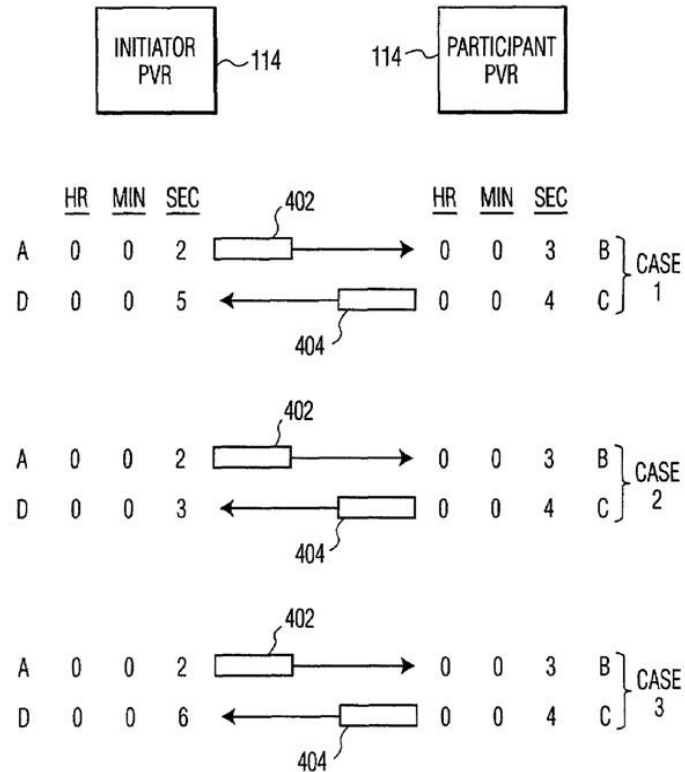 INITIATOR PVR
114
114
PARTICIPANT PVR
HR MIN SEC 402 HR MIN SEC
A 0 0 2 0 0 3 B
D 0 0 5 0 0 4 C
CASE 1
404
402
A 0 0 2 0 0 3 B
D 0 0 3 0 0 4 C
CASE 2
404
402
A 0 0 2 0 0 3 B
D 0 0 6 0 0 4 C
CASE 3
404